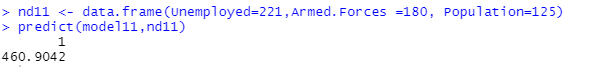 > nd11 <- data.frame(Unemployed=221,Armed.Forces =180, Population=125)
> predict(model11,nd11)
1
460.9042